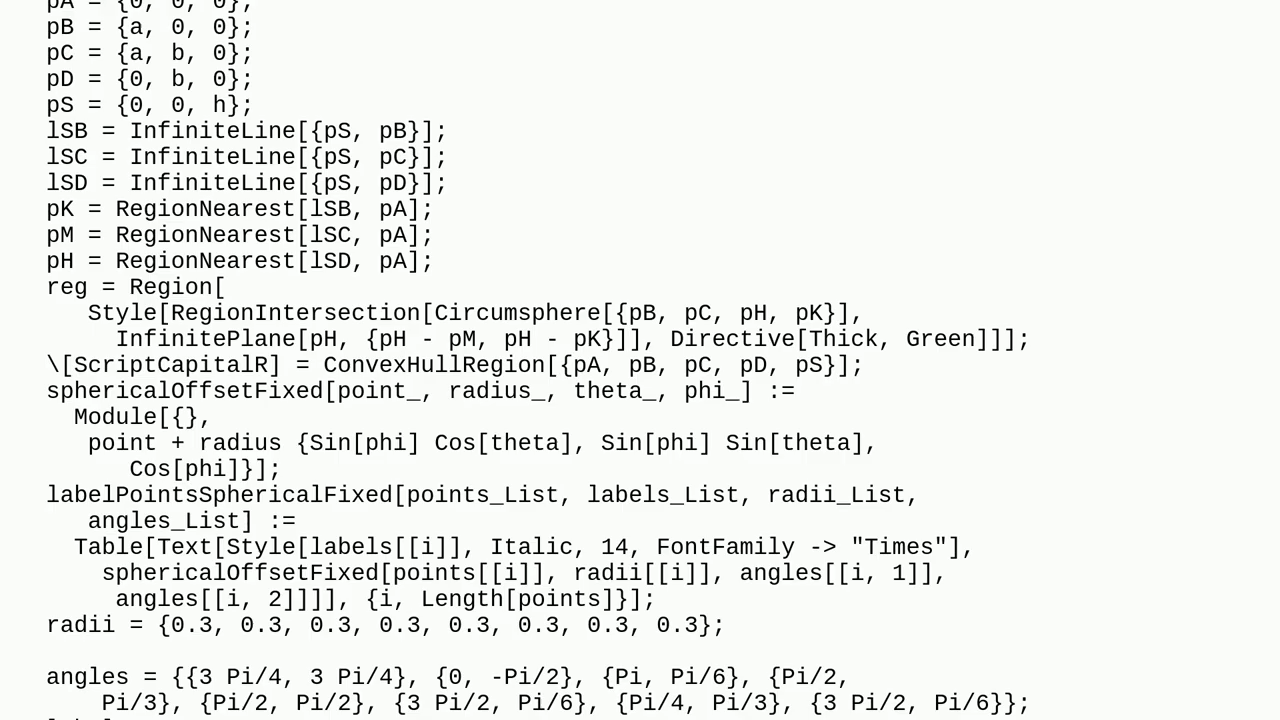 pA = {0, 0, 0};
pB = {a, 0, 0};
pC = {a, b, 0};
pD = {0, b, 0};
pS = {0, 0, h};
lSB = InfiniteLine[{pS, pB}];
lSC = InfiniteLine[{pS, pC}];
lSD = InfiniteLine[{pS, pD}];
pK = RegionNearest[lSB, pA];
pM = RegionNearest[lSC, pA];
pH = RegionNearest[lSD, pA];
reg = Region[
Style[RegionIntersection[Circumsphere[{pB, pC, pH, pK}],
InfinitePlane[pH, {pH - pM, pH - pK}]], Directive[Thick, Green]]];
\[ScriptCapitalR] = ConvexHullRegion[{pA, pB, pC, pD, pS}];
sphericalOffsetFixed[point_, radius_, theta_, phi_] :=
Module[{},
point + radius {Sin[phi] Cos[theta], Sin[phi] Sin[theta],
Cos[phi]}];
labelPointsSphericalFixed[points_List, labels_List, radii_List,
angles_List] :=
Table[Text[Style[labels[[i]], Italic, 14, FontFamily -> "Times"],
sphericalOffsetFixed[points[[i]], radii[[i]], angles[[i, 1]],
angles[[i, 2]]]], {i, Length[points]}];
radii = {0.3, 0.3, 0.3, 0.3, 0.3, 0.3, 0.3, 0.3};
angles = {{3 Pi/4, 3 Pi/4}, {0, -Pi/2}, {Pi, Pi/6}, {Pi/2,
Pi/3}, {Pi/2, Pi/2}, {3 Pi/2, Pi/6}, {Pi/4, Pi/3}, {3 Pi/2, Pi/6}};